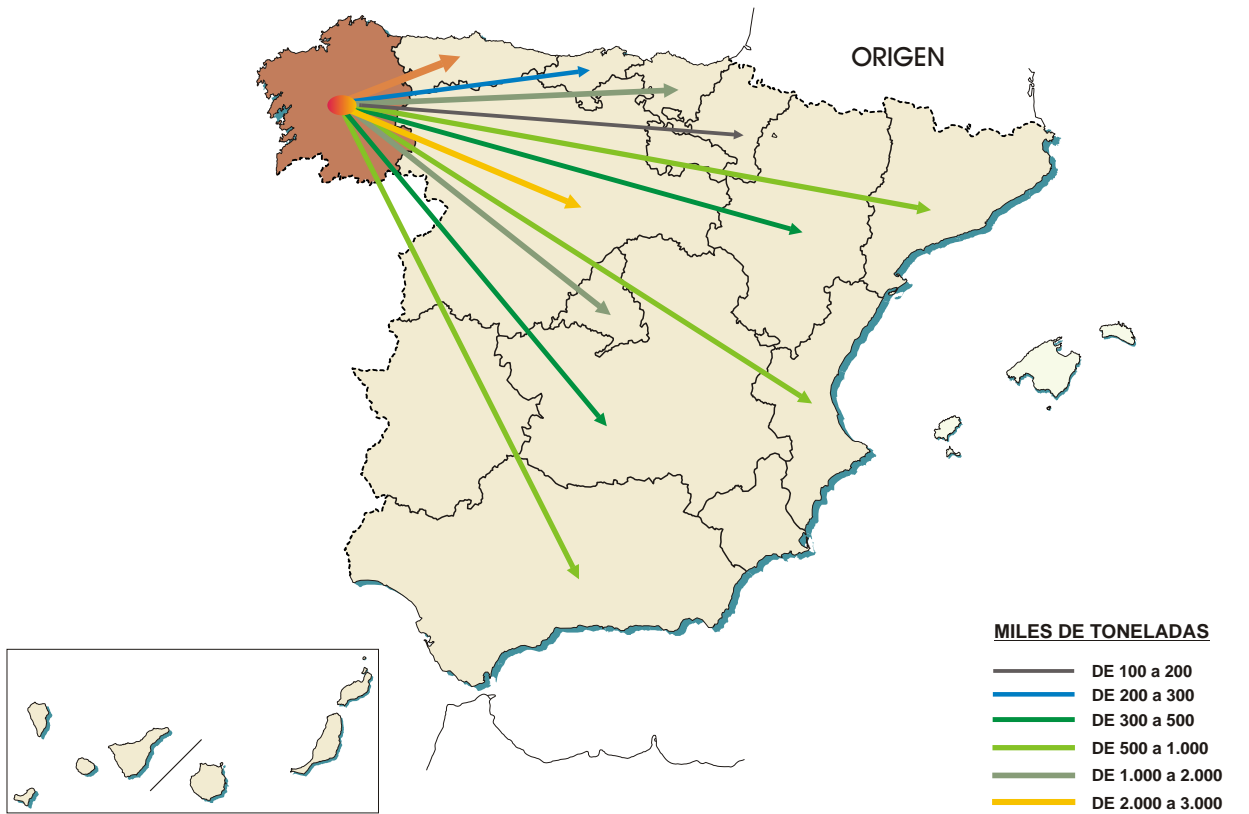 ORIGEN
MILES DE TONELADAS
DE 100 a 200
DE 200 a 300
DE 300 a 500
DE 500 a 1.000
DE 1.000 a 2.000
DE 2.000 a 3.000